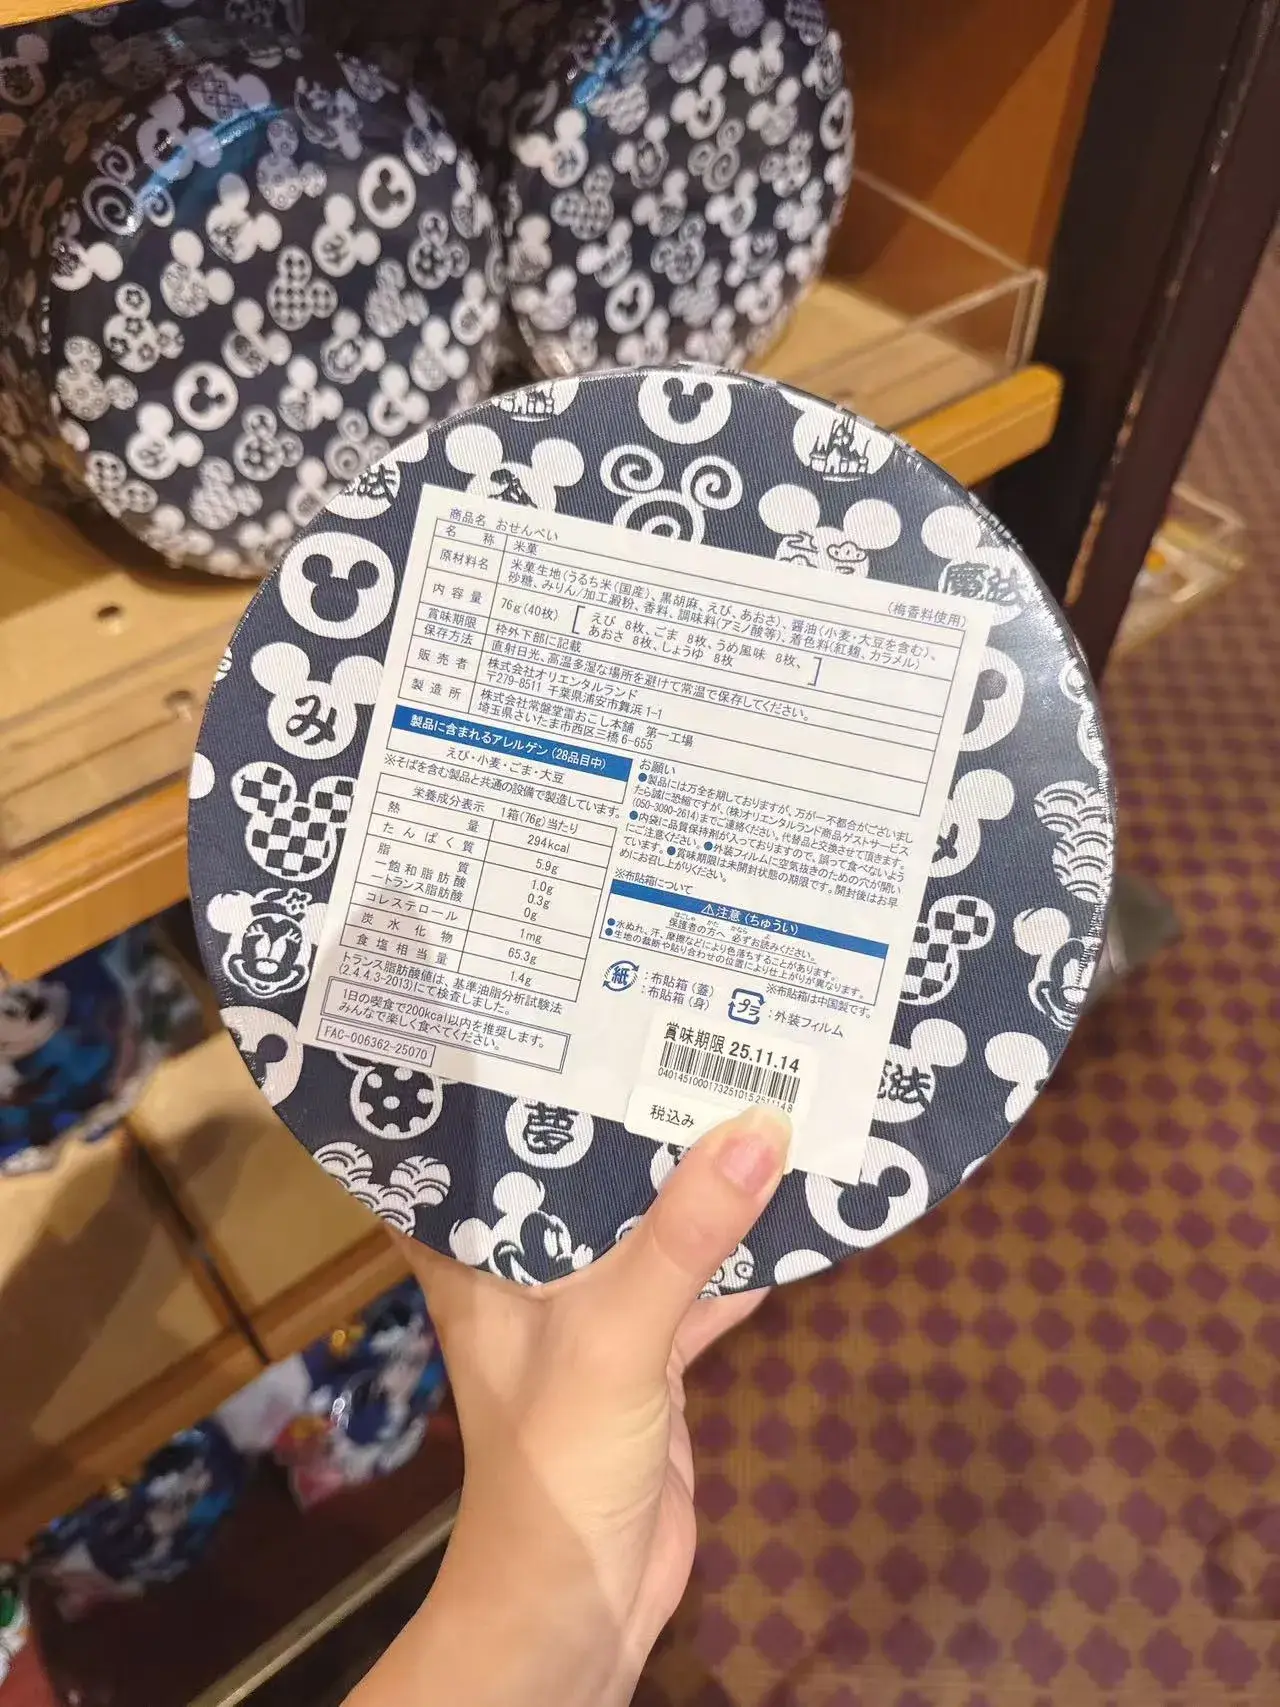 商品名 おせんべい
名称 米菓 (梅香料使用)
原材料名 米菓生地(うるち米(国産)、黒胡麻、えび、あおさ)、醤油(小麦・大豆を含む)、
砂糖、みりん/加工澱粉、香料、調味料(アミノ酸等)、着色料(紅麹、カラメル)
内容量 76g(40枚) えび 8枚、ごま 8枚、うめ風味 8枚、
あおさ 8枚、しょうゆ 8枚
賞味期限 枠外下部に記載
保存方法 直射日光、高温多湿な場所を避けて常温で保存してください。
販売者 株式会社オリエンタルランド
〒279-8511 千葉県浦安市舞浜 1-1
製造所 株式会社常盤堂雷おこし本舗 第一工場
埼玉県さいたま市西区三橋 6-655
製品に含まれるアレルゲン (28品目中)
えび・小麦・ごま・大豆
※そばを含む製品と共通の設備で製造しています。
栄養成分表示 1箱(76g)当たり
熱量 294kcal
たんぱく質 5.9g
脂質 1.0g
ー飽和脂肪酸 0.3g
ートランス脂肪酸 0g
コレステロール 1mg
炭水化物 65.3g
食塩相当量 1.4g
トランス脂肪酸値は、基準油脂分析試験法
(2.4.4.3-2013)にて検査しました。
1日の間食で200kcal以内を推奨します。
みんなで楽しく食べてください。
FAC-006362-25070
お願い
●製品には万全を期しておりますが、万が一不都合がございまし
たら誠に恐縮ですが、(株)オリエンタルランド商品ゲストサービス
(050-3090-2614)までご連絡ください。代替品と交換させて頂きます。
●内袋に品質保持剤が入っておりますので、誤って食べないよう
にご注意ください。●外装フィルムに空気抜きのための穴が開い
ています。●賞味期限は未開封状態の期限です。開封後はお早
めにお召し上がりください。
※布貼箱について
⚠注意 (ちゅうい)
保護者の方へ 必ずお読みください。
●水ぬれ、汗、摩擦などにより色落ちすることがあります。
●生地の裁断や貼り合わせの位置により仕上がりが異なります。
※布貼箱は中国製です。
紙 :布貼箱 (蓋)
:布貼箱 (身)
プラ :外装フィルム
賞味期限 25.11.14
税込み
魔法
み
夢
魔法
魔法